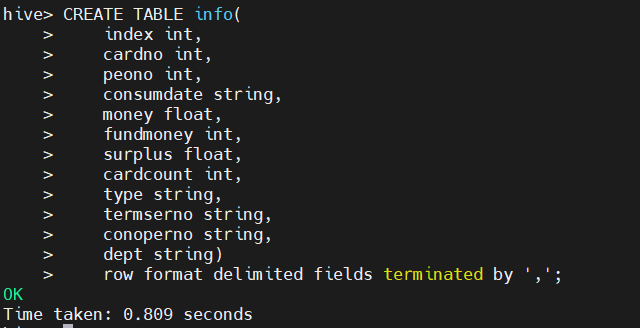 hive> CREATE TABLE info(
    >     index int,
    >     cardno int,
    >     peono int,
    >     consumdate string,
    >     money float,
    >     fundmoney int,
    >     surplus float,
    >     cardcount int,
    >     type string,
    >     termserno string,
    >     conoperno string,
    >     dept string)
    >     row format delimited fields terminated by ',';
OK
Time taken: 0.809 seconds